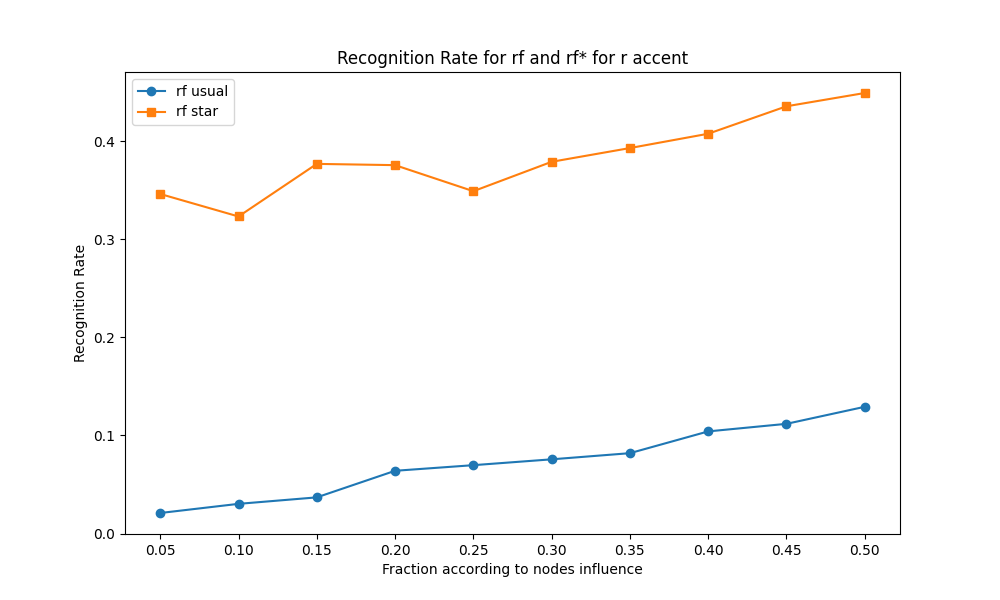 Recognition Rate for rf and rf* for r accent
rf usual
rf star
Recognition Rate
0.4
0.3
0.2
0.1
0.0
0.05 0.10 0.15 0.20 0.25 0.30 0.35 0.40 0.45 0.50
Fraction according to nodes influence